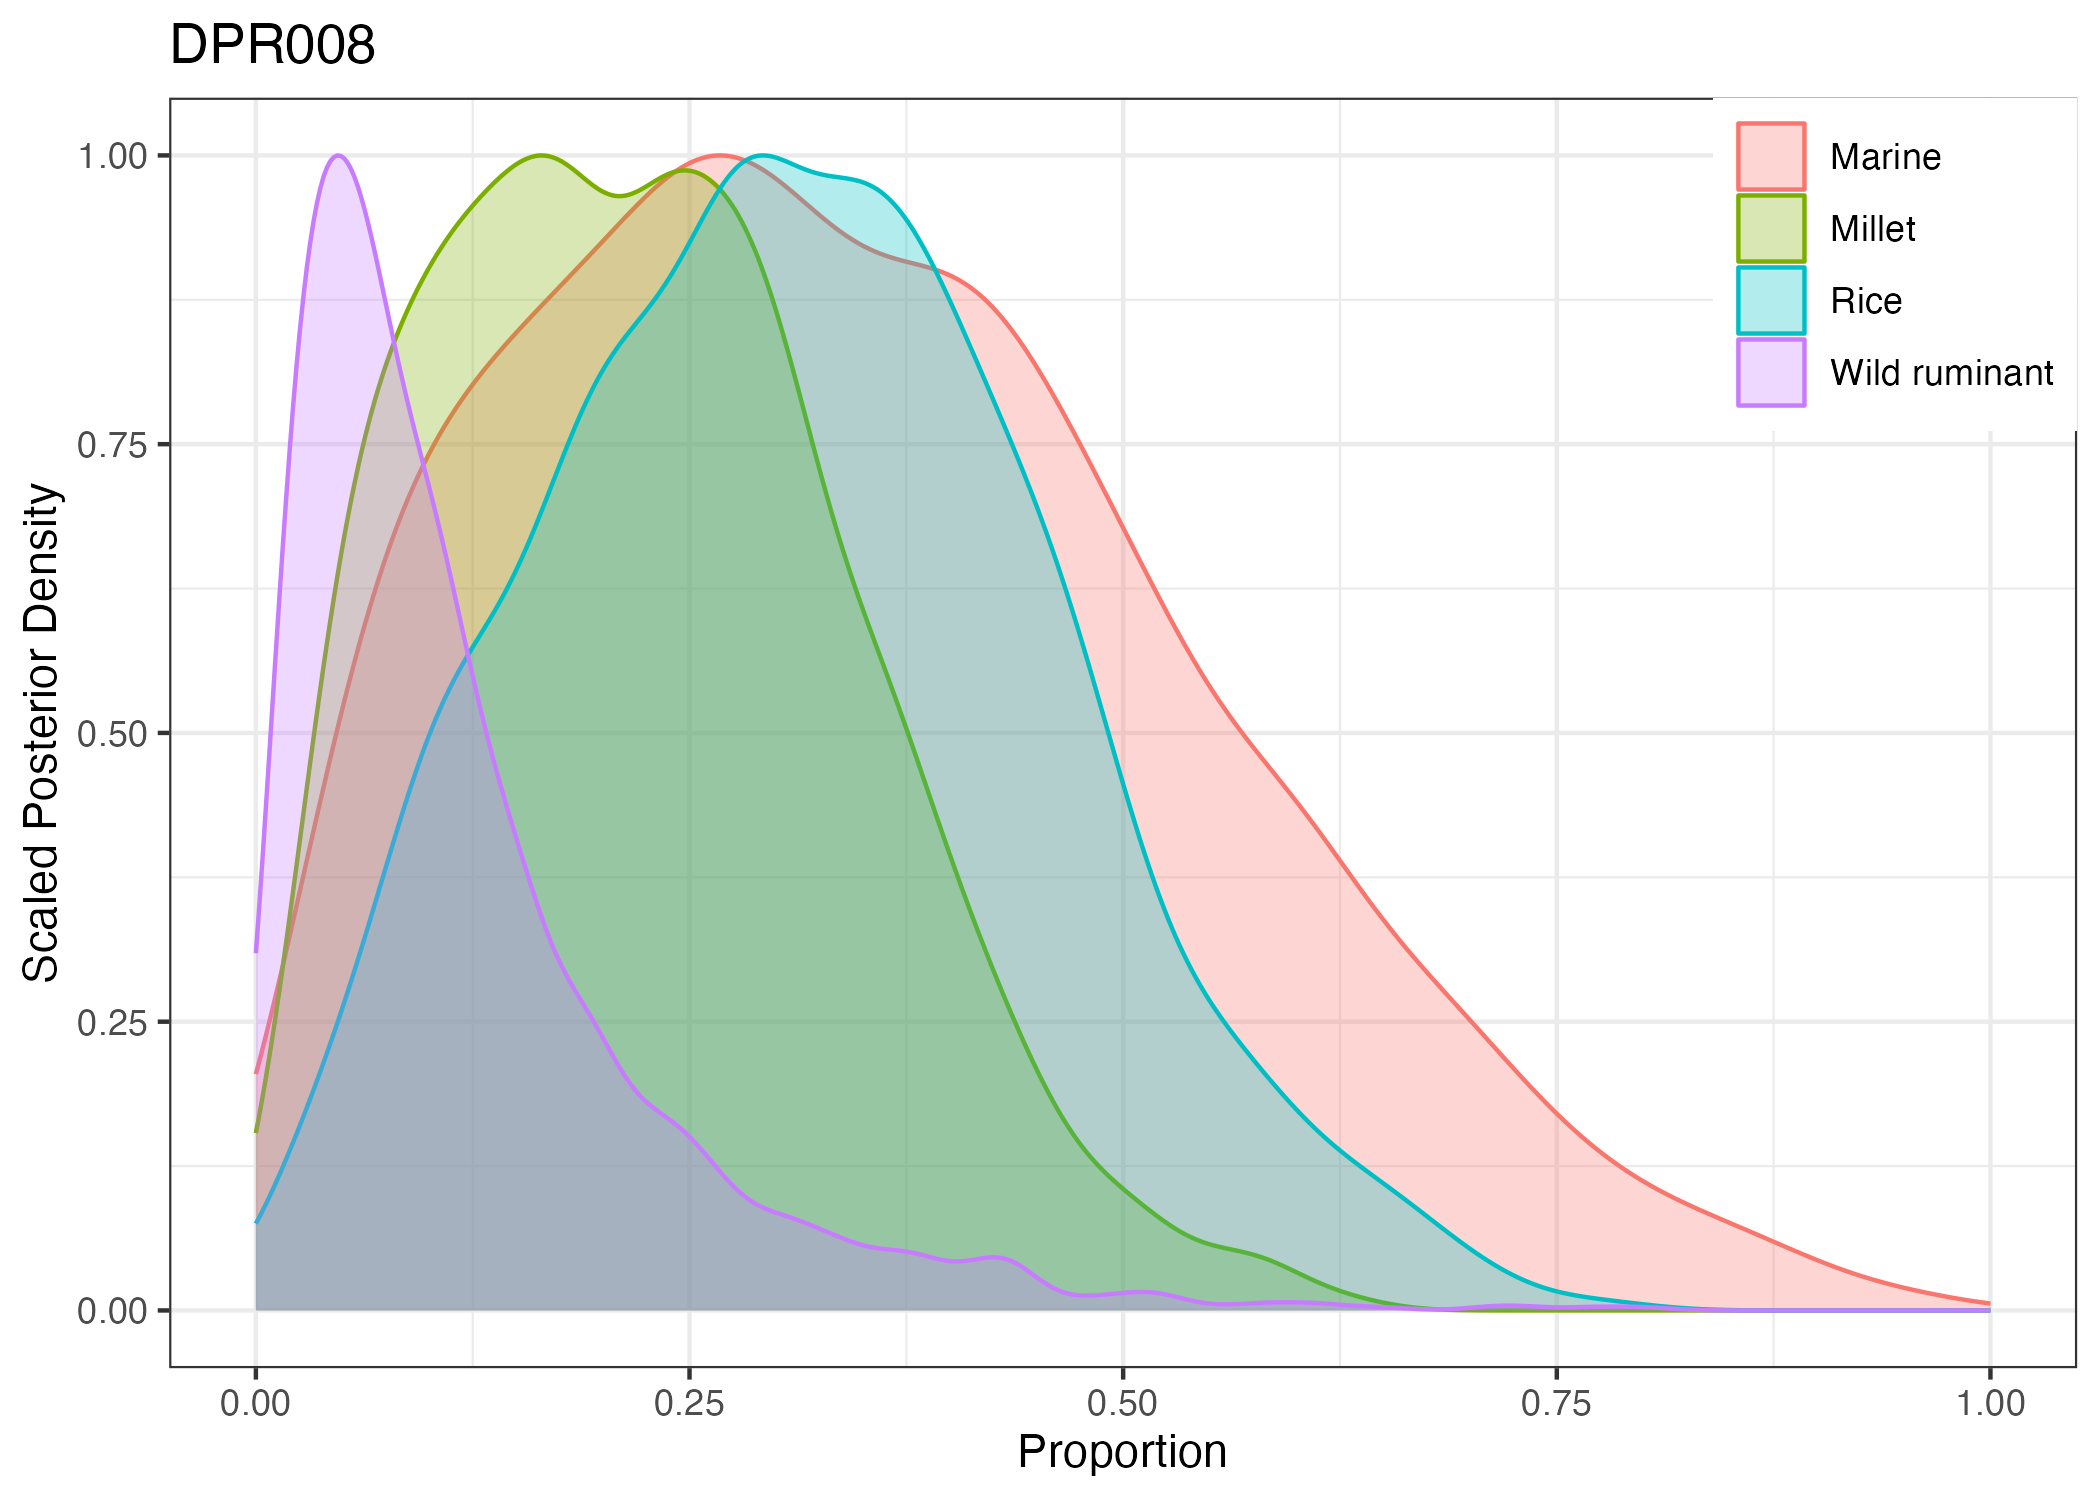 DPR008
1.00
0.75
0.50
0.25
0.00
Scaled Posterior Density
Marine
Millet
Rice
Wild ruminant
0.00 0.25 0.50 0.75 1.00
Proportion